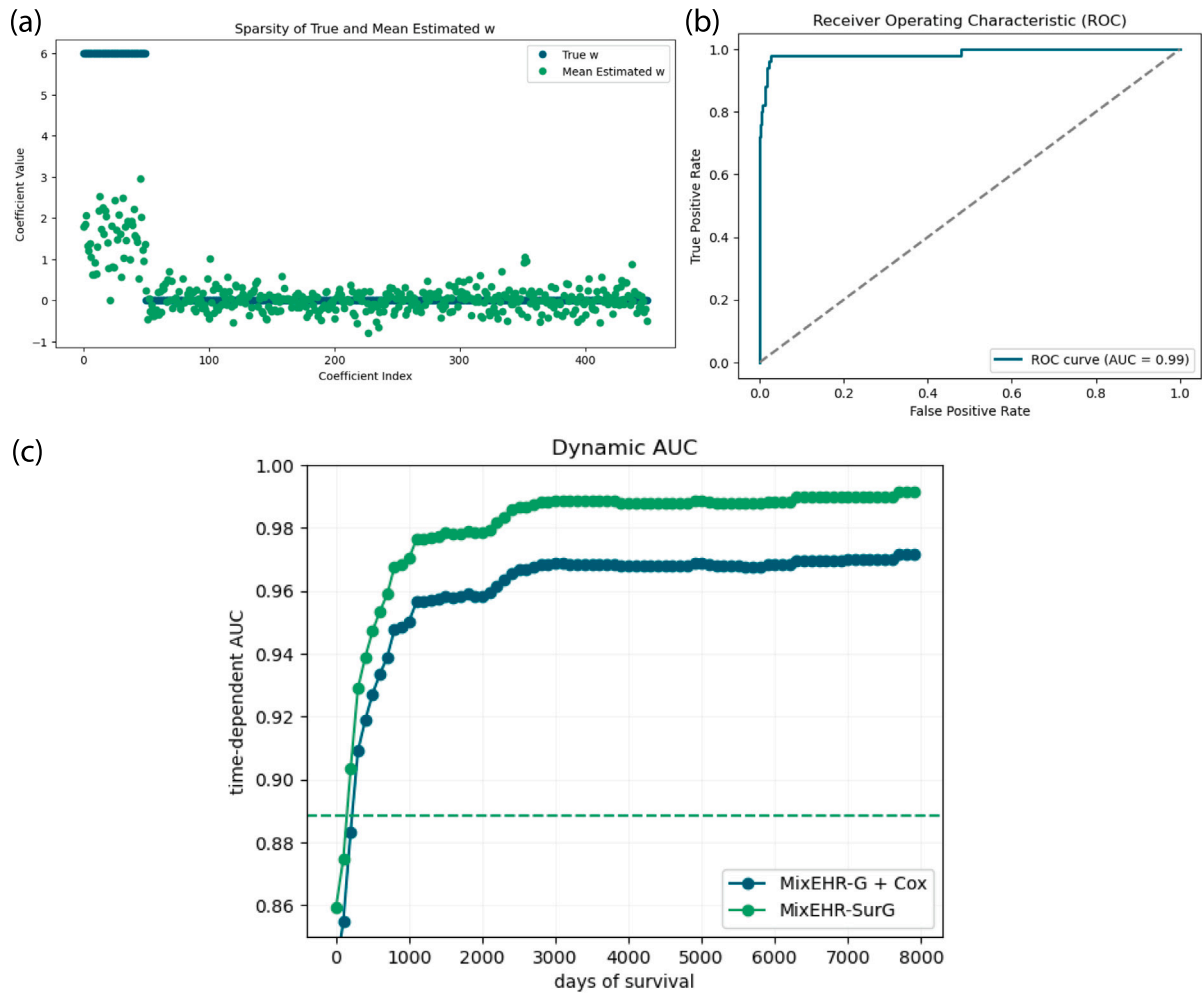 (a)
Sparsity of True and Mean Estimated w
True w
Mean Estimated w
Coefficient Value
6
5
4
3
2
1
0
−1
0
100
200
300
400
Coefficient Index
(b)
Receiver Operating Characteristic (ROC)
True Positive Rate
1.0
0.8
0.6
0.4
0.2
0.0
ROC curve (AUC = 0.99)
0.0
0.2
0.4
0.6
0.8
1.0
False Positive Rate
(c)
Dynamic AUC
time-dependent AUC
1.00
0.98
0.96
0.94
0.92
0.90
0.88
0.86
MixEHR-G + Cox
MixEHR-SurG
0
1000
2000
3000
4000
5000
6000
7000
8000
days of survival